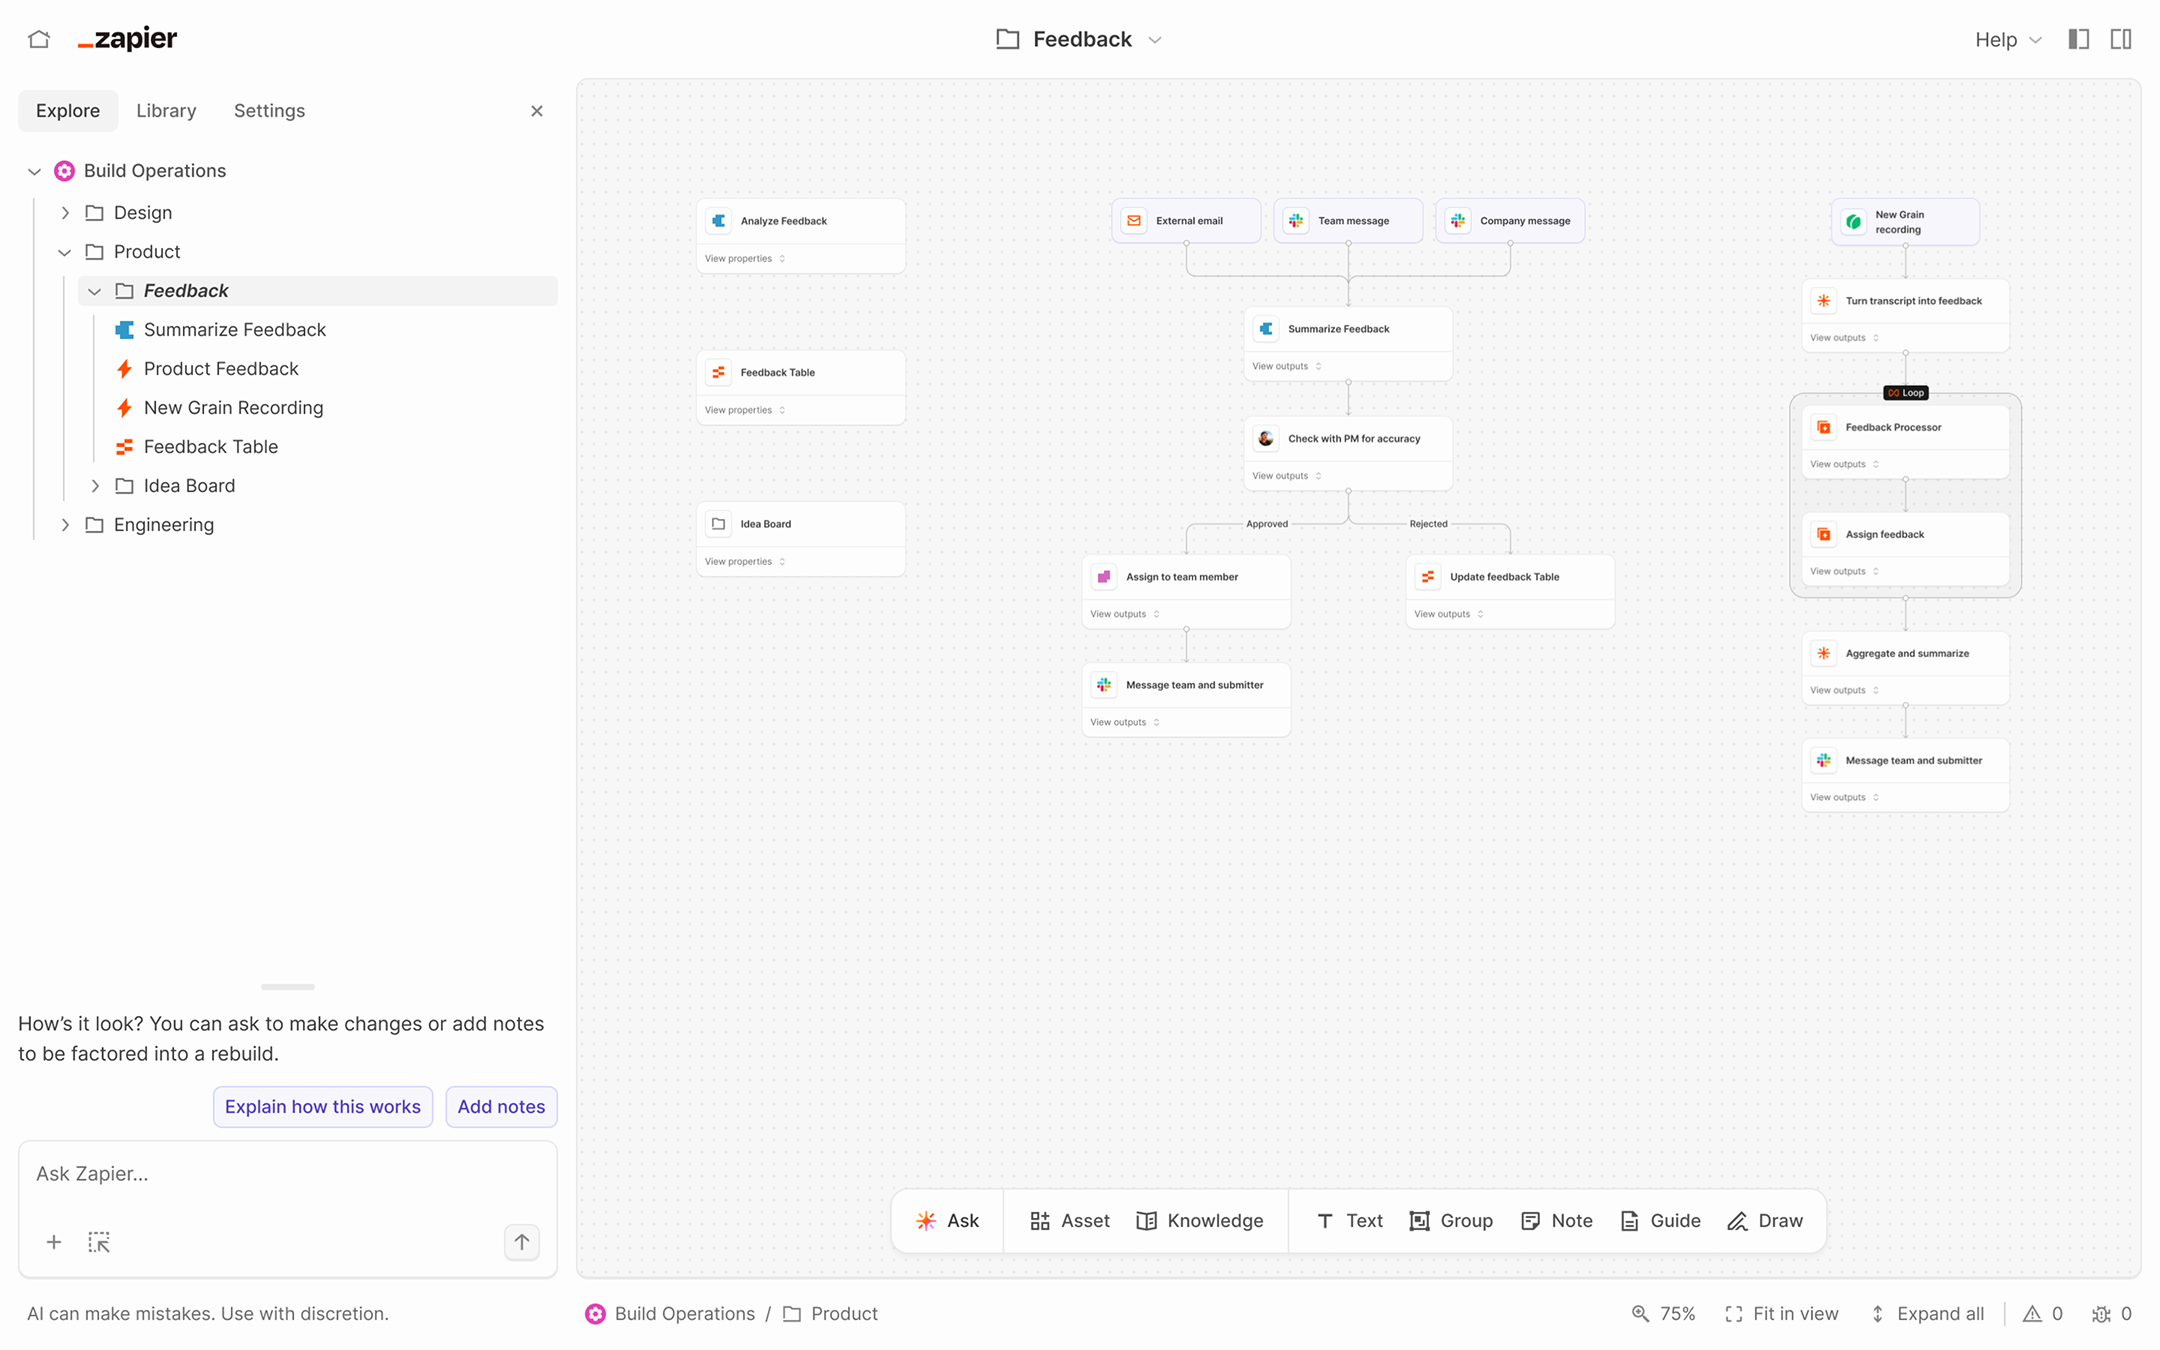 zapier
Feedback
Help
Explore
Library
Settings
Build Operations
Design
Product
Feedback
Summarize Feedback
Product Feedback
New Grain Recording
Feedback Table
Idea Board
Engineering
How's it look? You can ask to make changes or add notes
to be factored into a rebuild.
Explain how this works
Add notes
Ask Zapier...
AI can make mistakes. Use with discretion.
Analyze Feedback
View properties
Feedback Table
View properties
Idea Board
View properties
External email
Team message
Company message
Summarize Feedback
View outputs
Check with PM for accuracy
View outputs
Approved
Rejected
Assign to team member
View outputs
Update feedback Table
View outputs
Message team and submitter
View outputs
New Grain
recording
Turn transcript into feedback
View outputs
Loop
Feedback Processor
View outputs
Assign feedback
View outputs
Aggregate and summarize
View outputs
Message team and submitter
View outputs
Ask
Asset
Knowledge
Text
Group
Note
Guide
Draw
Build Operations / Product
75%
Fit in view
Expand all
0
0